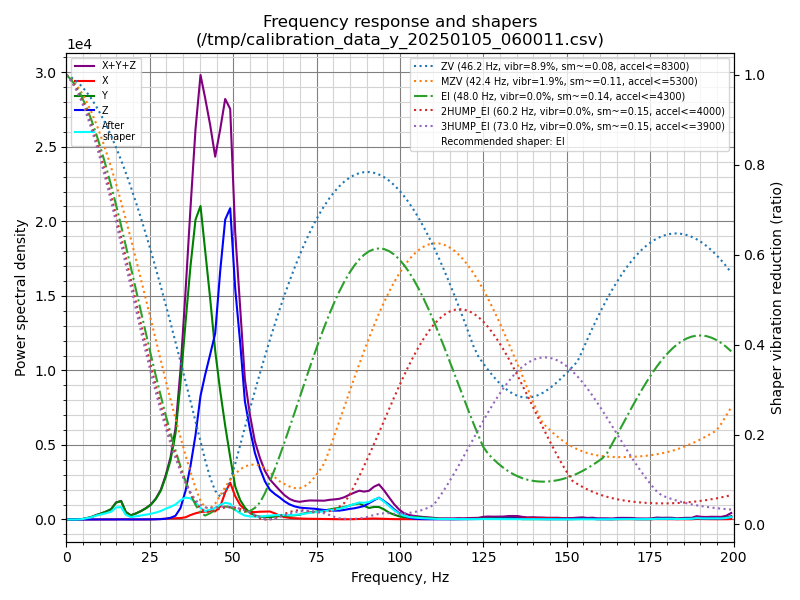 Frequency response and shapers
(/tmp/calibration_data_y_20250105_060011.csv)
1e4
X+Y+Z
X
Y
Z
After
shaper
ZV (46.2 Hz, vibr=8.9%, sm~=0.08, accel<=8300)
MZV (42.4 Hz, vibr=1.9%, sm~=0.11, accel<=5300)
EI (48.0 Hz, vibr=0.0%, sm~=0.14, accel<=4300)
2HUMP_EI (60.2 Hz, vibr=0.0%, sm~=0.15, accel<=4000)
3HUMP_EI (73.0 Hz, vibr=0.0%, sm~=0.15, accel<=3900)
Recommended shaper: EI
Power spectral density
3.0
2.5
2.0
1.5
1.0
0.5
0.0
1.0
0.8
0.6
0.4
0.2
0.0
Shaper vibration reduction (ratio)
0 25 50 75 100 125 150 175 200
Frequency, Hz